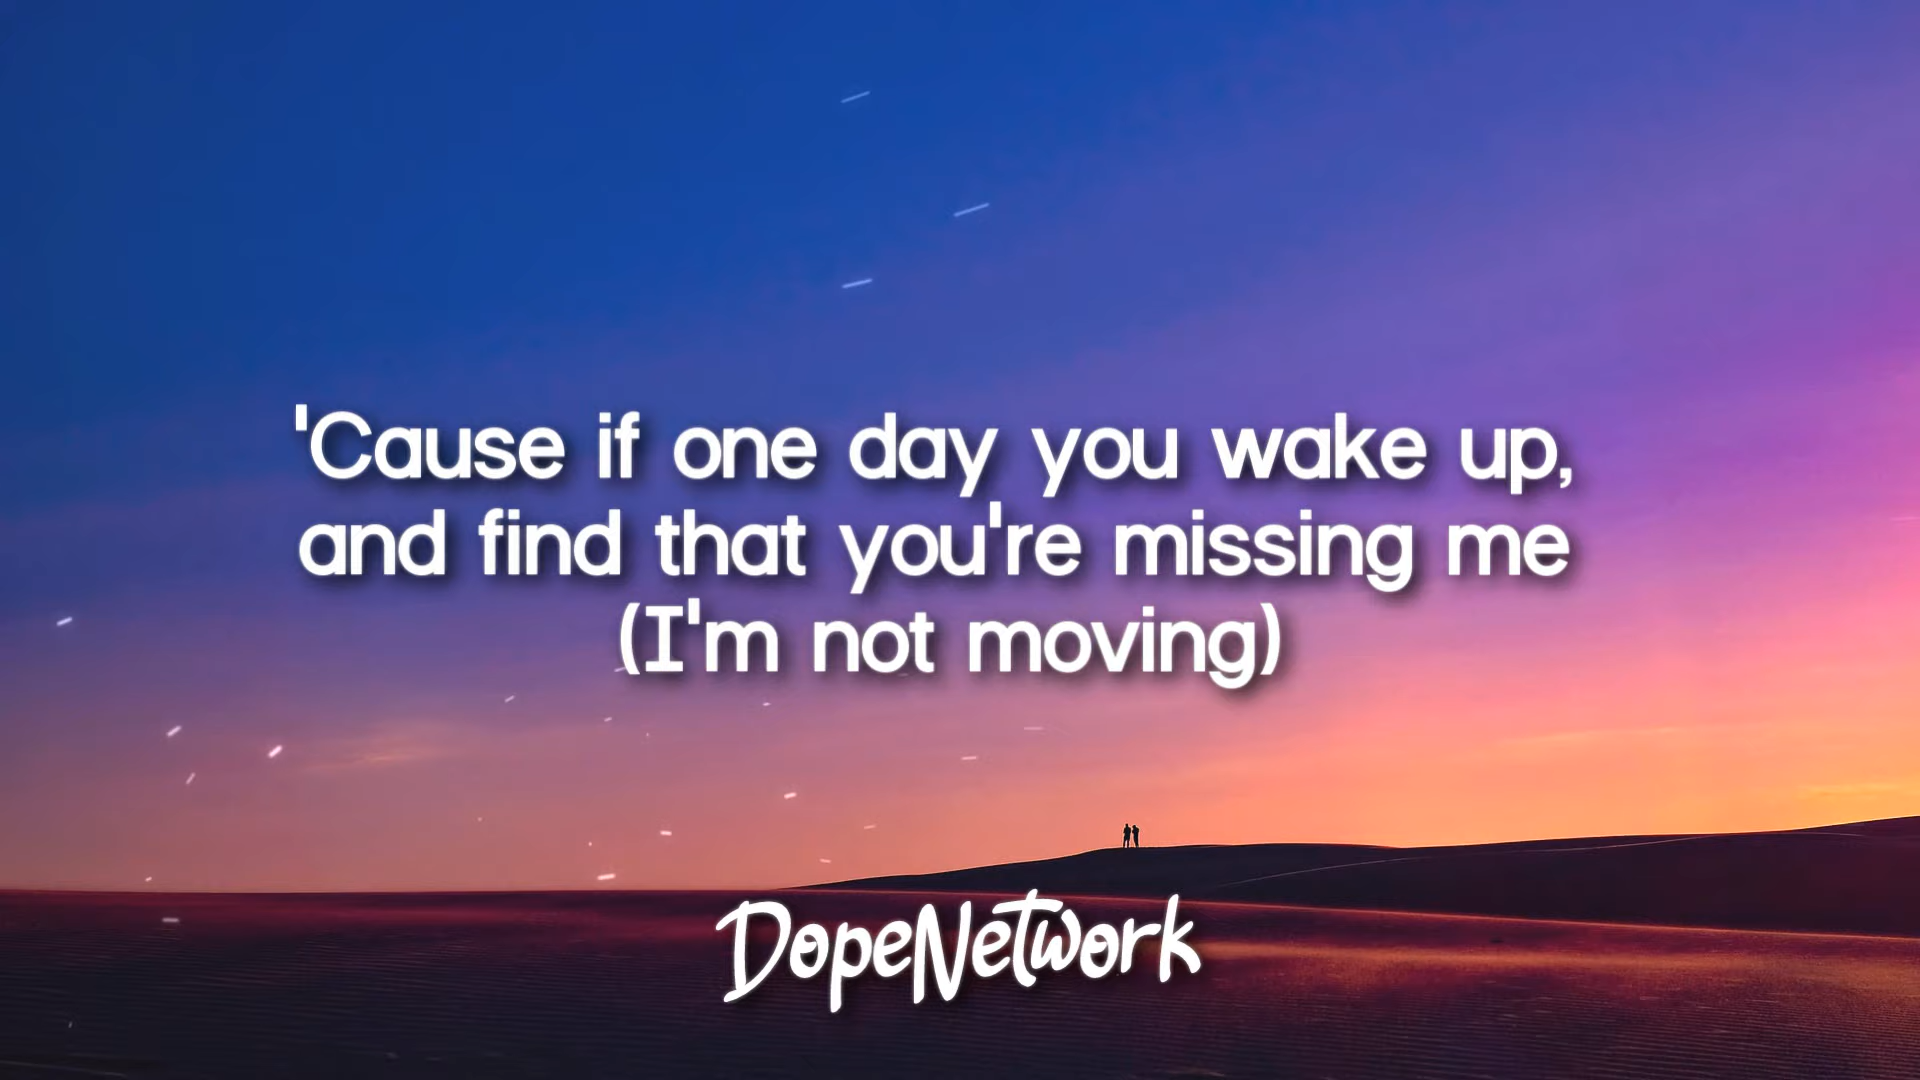 'Cause if one day you wake up,
and find that you're missing me
(I'm not moving)
DopeNetwork